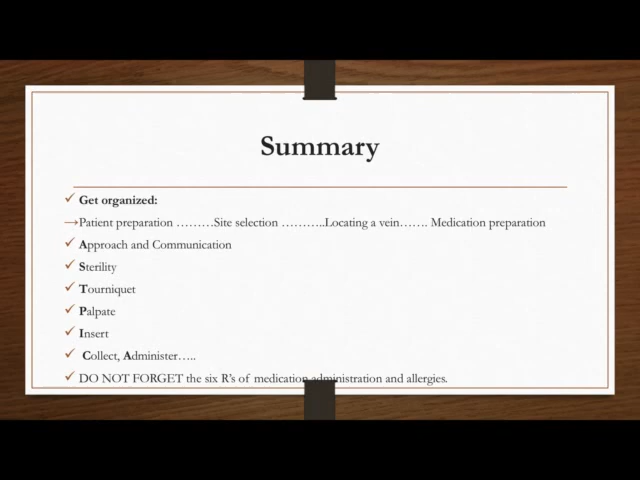 Summary
✓ Get organized:
→Patient preparation ………Site selection ………..Locating a vein……. Medication preparation
✓ Approach and Communication
✓ Sterility
✓ Tourniquet
✓ Palpate
✓ Insert
✓ Collect, Administer…..
✓ DO NOT FORGET the six R's of medication administration and allergies.